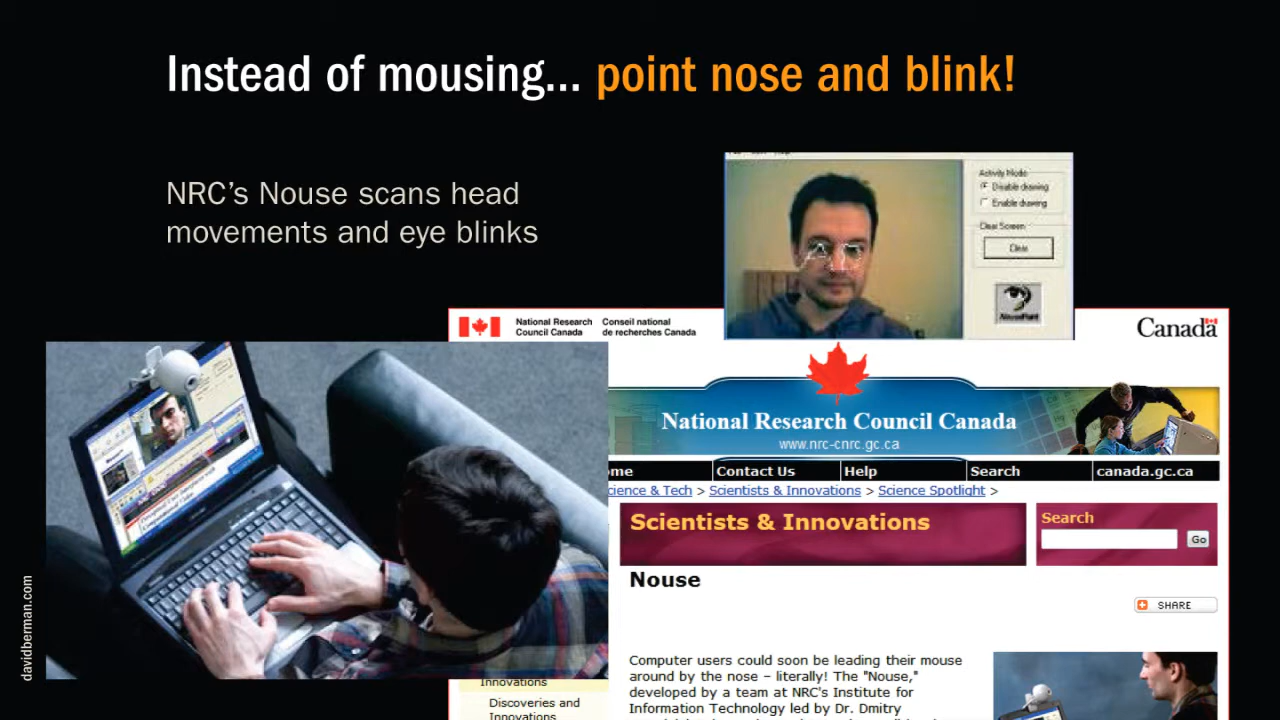 Instead of mousing... point nose and blink!
NRC’s Nouse scans head
movements and eye blinks
Activity Mode
Disable drawing
Enable drawing
Clear Screen
Clear
NousePoint
National Research
Council Canada
Conseil national
de recherches Canada
Canada
National Research Council Canada
www.nrc-cnrc.gc.ca
ome
Contact Us
Help
Search
canada.gc.ca
cience & Tech > Scientists & Innovations > Science Spotlight >
Scientists & Innovations
Search
Go
Nouse
SHARE
Computer users could soon be leading their mouse
around by the nose – literally! The "Nouse,"
developed by a team at NRC's Institute for
Information Technology led by Dr. Dmitry
Innovations
Discoveries and
Innovations
davidberman.com